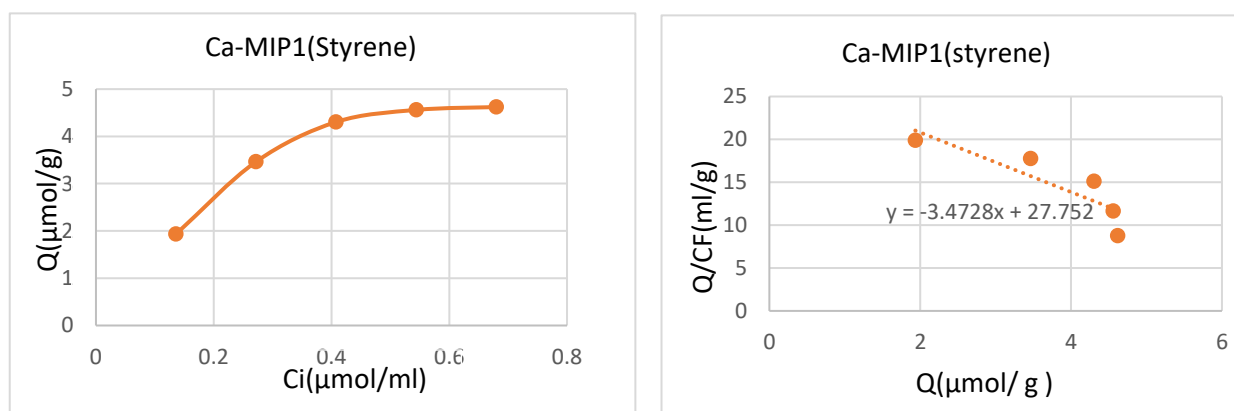 Ca-MIP1(Styrene)
Q(μmol/g)
5
4
3
2
1
0
0 0.2 0.4 0.6 0.8
Ci(μmol/ml)
Ca-MIP1(styrene)
Q/CF(ml/g)
25
20
15
10
5
0
y = -3.4728x + 27.752
0 2 4 6
Q(μmol/ g )